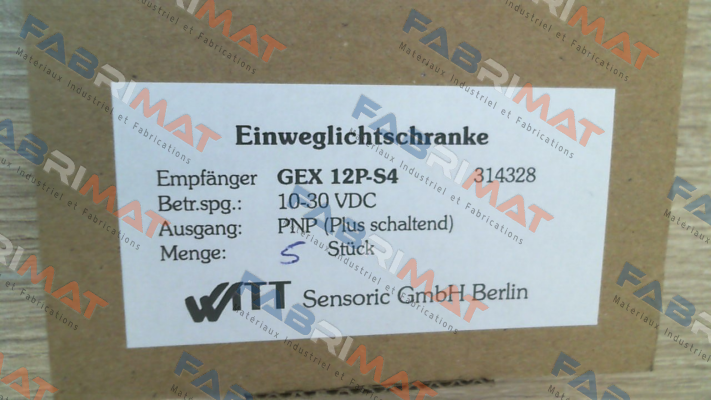 Einweglichtschranke
Empfänger GEX 12P-S4 314328
Betr.spg.: 10-30 VDC
Ausgang: PNP (Plus schaltend)
Menge: 5 Stück
WITT Sensoric GmbH Berlin
FABRIMAT
Materiaux Industriel et Fabrications